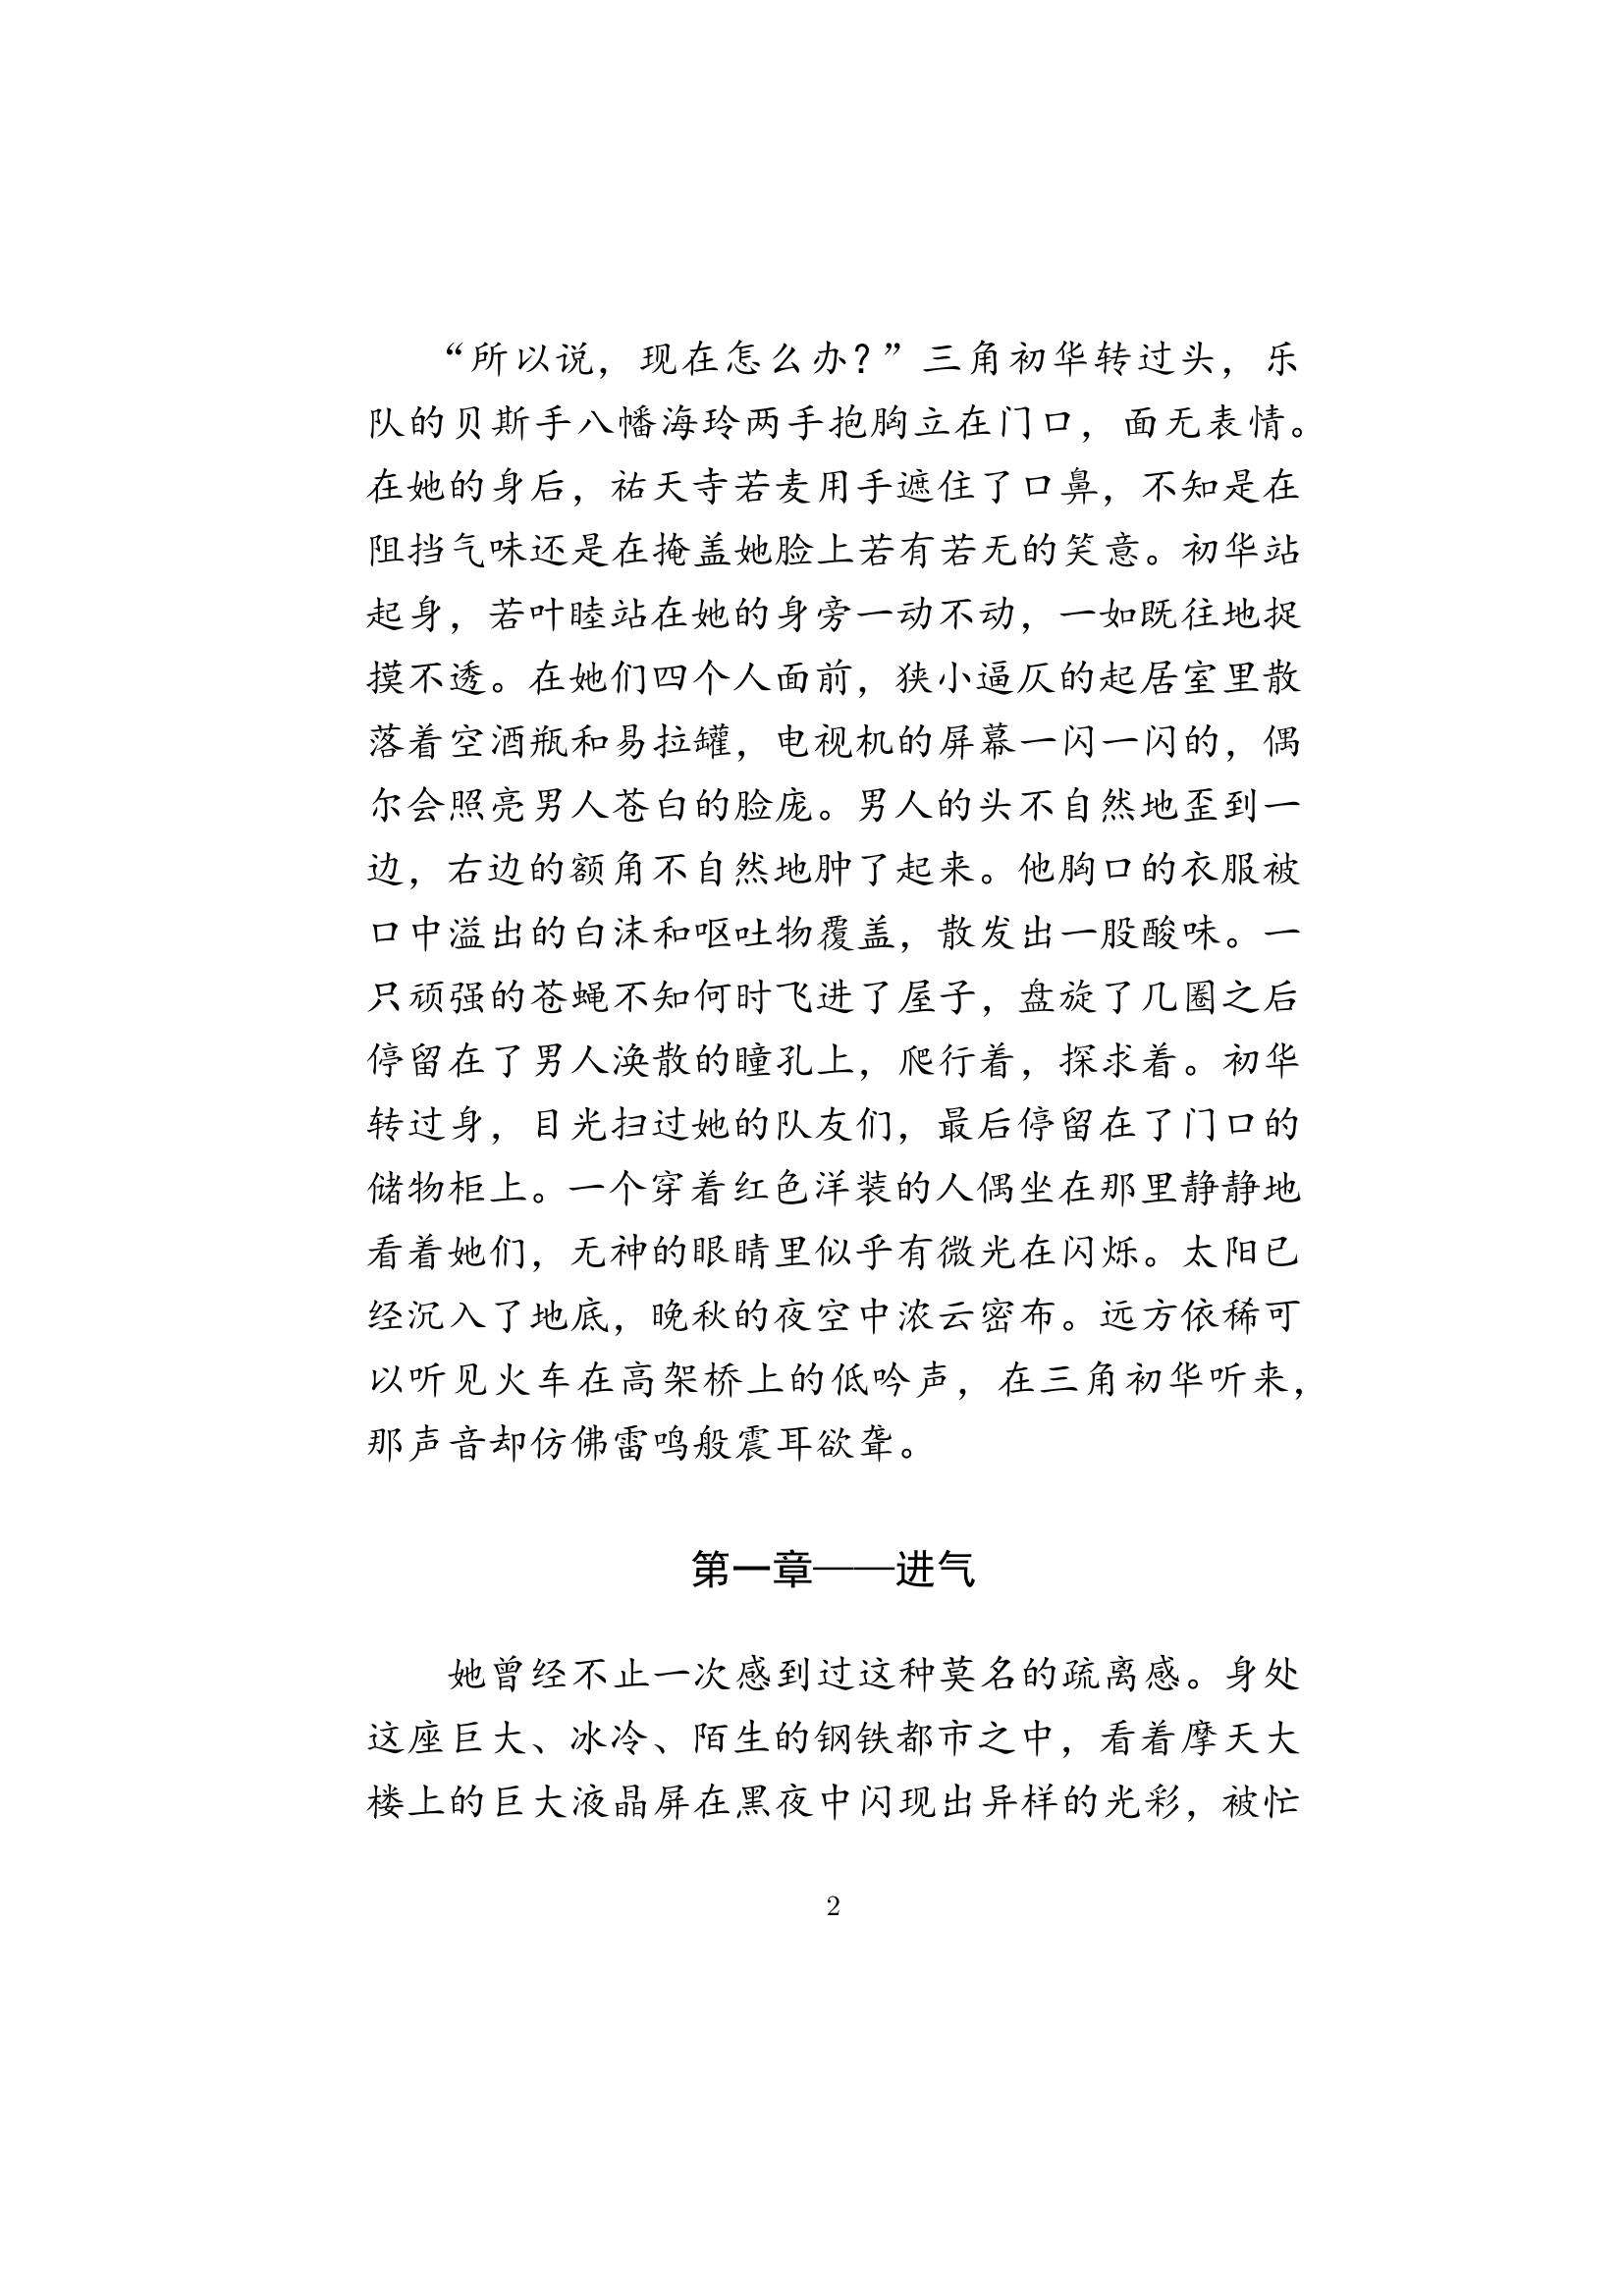 “所以说，现在怎么办？”三角初华转过头，乐
队的贝斯手八幡海玲两手抱胸立在门口，面无表情。
在她的身后，祐天寺若麦用手遮住了口鼻，不知是在
阻挡气味还是在掩盖她脸上若有若无的笑意。初华站
起身，若叶睦站在她的身旁一动不动，一如既往地捉
摸不透。在她们四个人面前，狭小逼仄的起居室里散
落着空酒瓶和易拉罐，电视机的屏幕一闪一闪的，偶
尔会照亮男人苍白的脸庞。男人的头不自然地歪到一
边，右边的额角不自然地肿了起来。他胸口的衣服被
口中溢出的白沫和呕吐物覆盖，散发出一股酸味。一
只顽强的苍蝇不知何时飞进了屋子，盘旋了几圈之后
停留在了男人涣散的瞳孔上，爬行着，探求着。初华
转过身，目光扫过她的队友们，最后停留在了门口的
储物柜上。一个穿着红色洋装的人偶坐在那里静静地
看着她们，无神的眼睛里似乎有微光在闪烁。太阳已
经沉入了地底，晚秋的夜空中浓云密布。远方依稀可
以听见火车在高架桥上的低吟声，在三角初华听来，
那声音却仿佛雷鸣般震耳欲聋。
第一章——进气
她曾经不止一次感到过这种莫名的疏离感。身处
这座巨大、冰冷、陌生的钢铁都市之中，看着摩天大
楼上的巨大液晶屏在黑夜中闪现出异样的光彩，被忙
2